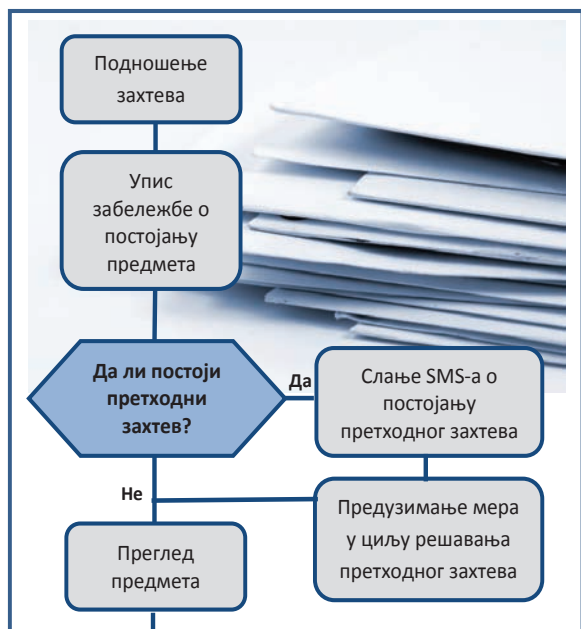 Подношење
захтева
Упис
забележбе о
постојању
предмета
Да ли постоји
претходни
захтев?
Да
Слање SMS-а о
постојању
претходног захтева
Не
Предузимање мера
у циљу решавања
претходног захтева
Преглед
предмета